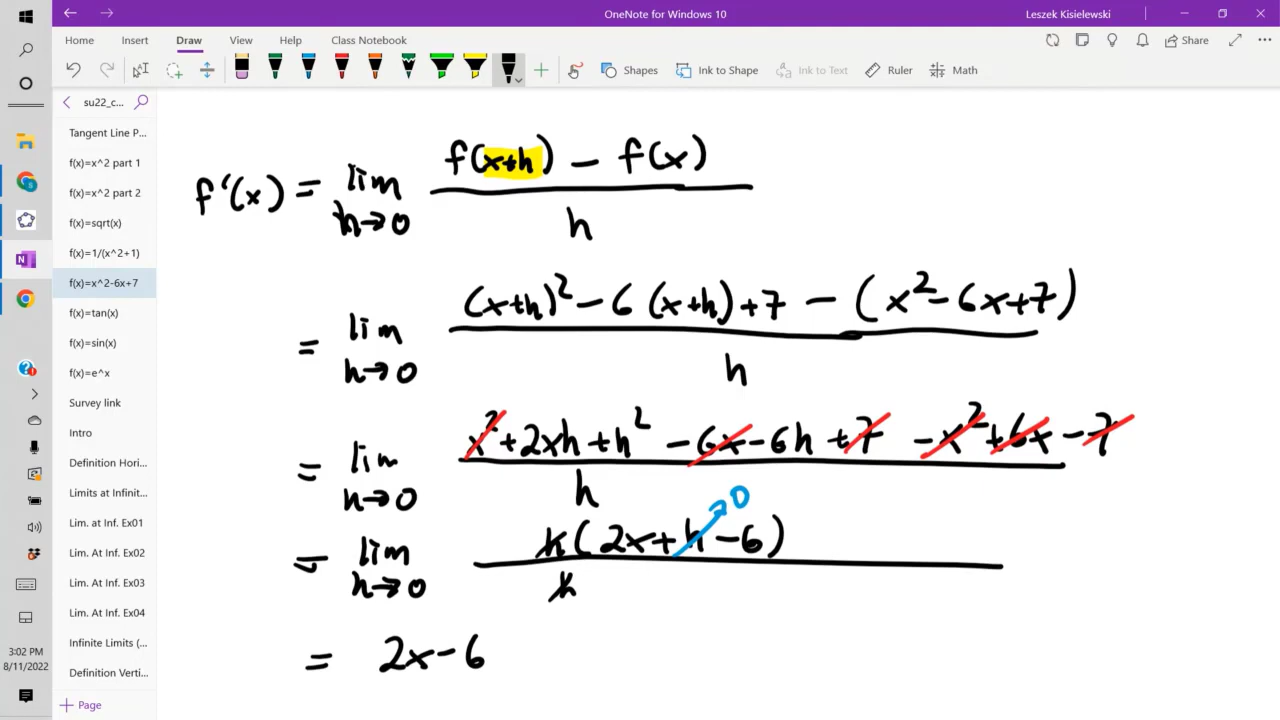 OneNote for Windows 10
Leszek Kisielewski
Home Insert Draw View Help Class Notebook
Share
Shapes Ink to Shape Ink to Text Ruler Math
su22_c...
Tangent Line P...
f(x)=x^2 part 1
f(x)=x^2 part 2
f(x)=sqrt(x)
f(x)=1/(x^2+1)
f(x)=x^2-6x+7
f(x)=tan(x)
f(x)=sin(x)
f(x)=e^x
Survey link
Intro
Definition Hori...
Limits at Infinit...
Lim. at Inf. Ex01
Lim. At Inf. Ex02
Lim. At Inf. Ex03
Lim. At Inf. Ex04
Infinite Limits (...
Definition Verti...
Page
3:02 PM
8/11/2022
f(x+h) − f(x)
f'(x) = lim
h→0
h
(x+h)² − 6(x+h)+7 − (x²−6x+7)
= lim
h→0
h
x²+2xh+h² −6x−6h+7 −x²+6x−7
= lim
h→0
h
0
h(2x+h−6)
= lim
h→0
h
= 2x−6